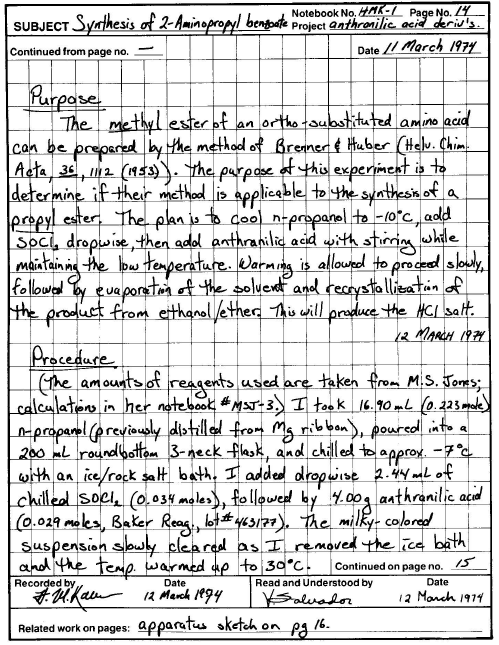 SUBJECT Synthesis of 2-Aminopropyl benzoate Notebook No. HMK-1 Page No. 14
Project anthranilic acid deriv's.
Continued from page no. — Date 11 March 1974
Purpose
The methyl ester of an ortho-substituted amino acid
can be prepared by the method of Brenner & Huber (Helv. Chim.
Acta, 36, 1112 (1953)). The purpose of this experiment is to
determine if their method is applicable to the synthesis of a
propyl ester. The plan is to cool n-propanol to -10°C, add
SOCl₂ dropwise, then add anthranilic acid with stirring while
maintaining the low temperature. Warming is allowed to proceed slowly,
followed by evaporation of the solvent and recrystallization of
the product from ethanol/ether. This will produce the HCl salt.
12 MARCH 1974
Procedure
(The amounts of reagents used are taken from M.S. Jones;
calculations in her notebook #MSJ-3.) I took 16.90 mL (0.223 mole)
n-propanol (previously distilled from Mg ribbon), poured into a
200 mL roundbottom 3-neck flask, and chilled to approx. -7°C
with an ice/rock salt bath. I added dropwise 2.44 mL of
chilled SOCl₂ (0.034 moles), followed by 4.00g anthranilic acid
(0.029 moles, Baker Reag., lot #463177). The milky-colored
suspension slowly cleared as I removed the ice bath
and the temp. warmed up to 30°C. Continued on page no. 15
Recorded by Date Read and Understood by Date
12 March 1974 V Salvador 12 March 1974
Related work on pages: apparatus sketch on pg 16.